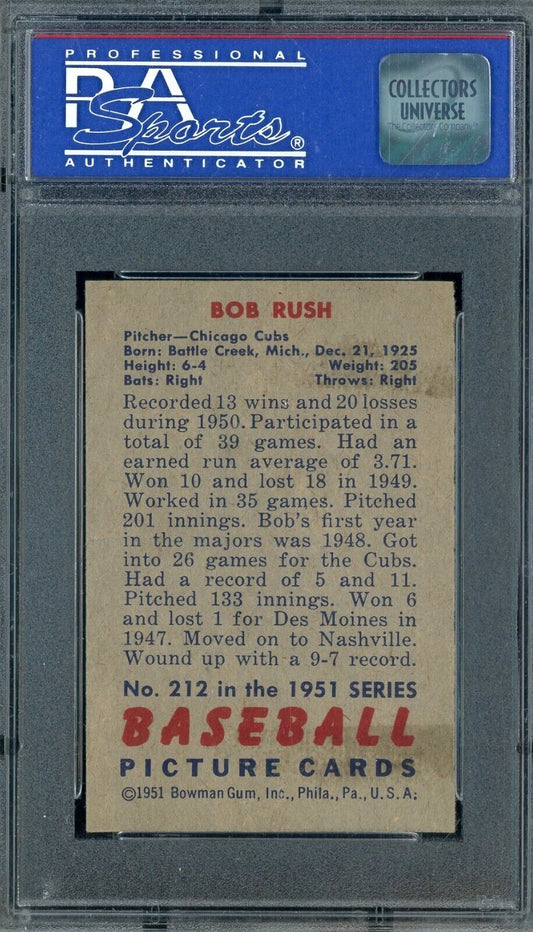 PROFESSIONAL
PSA
Sports®
AUTHENTICATOR
COLLECTORS
UNIVERSE
The Collectors Company
BOB RUSH
Pitcher—Chicago Cubs
Born: Battle Creek, Mich., Dec. 21, 1925
Height: 6-4 Weight: 205
Bats: Right Throws: Right
Recorded 13 wins and 20 losses
during 1950. Participated in a
total of 39 games. Had an
earned run average of 3.71.
Won 10 and lost 18 in 1949.
Worked in 35 games. Pitched
201 innings. Bob's first year
in the majors was 1948. Got
into 26 games for the Cubs.
Had a record of 5 and 11.
Pitched 133 innings. Won 6
and lost 1 for Des Moines in
1947. Moved on to Nashville.
Wound up with a 9-7 record.
No. 212 in the 1951 SERIES
BASEBALL
PICTURE CARDS
©1951 Bowman Gum, Inc., Phila., Pa., U.S.A.